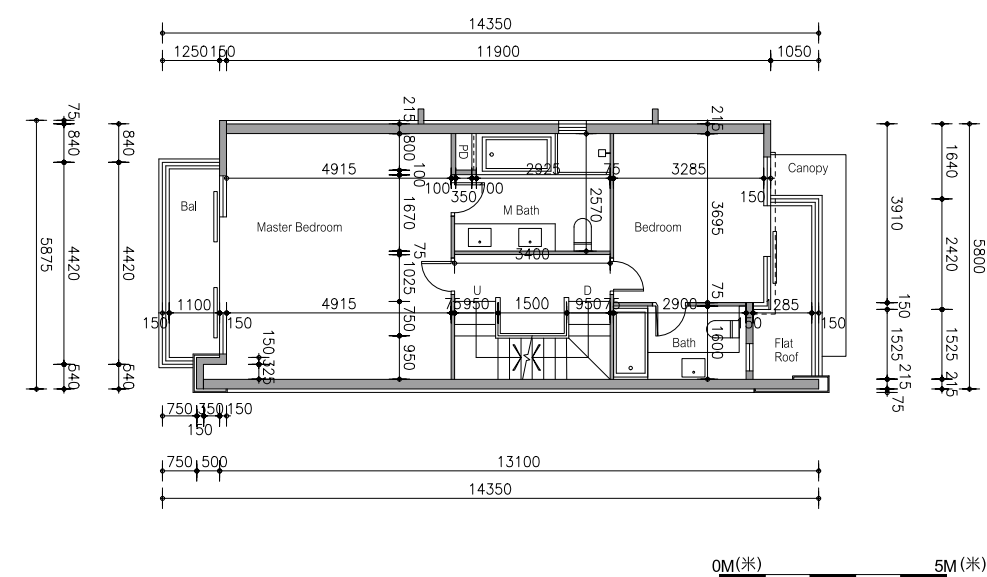 14350
1250 150 11900 1050
75 840 4420 540
5875
840 4420 540
215 800 100 1670 75 1025 750 950
215 3695 75 1600
4915 2925 75 3285
100 350 100
150
PD
Canopy
Bal
Master Bedroom
M Bath
2570
Bedroom
3400
U
D
1100 4915 75 950 1500 950 75 2900 285
150 150 150 150
Bath
Flat
Roof
150 325
3910 150 1525 215 75
1640 2420 1525 215
5800
750 350 150
150
750 500 13100
14350
0M(米) 5M(米)